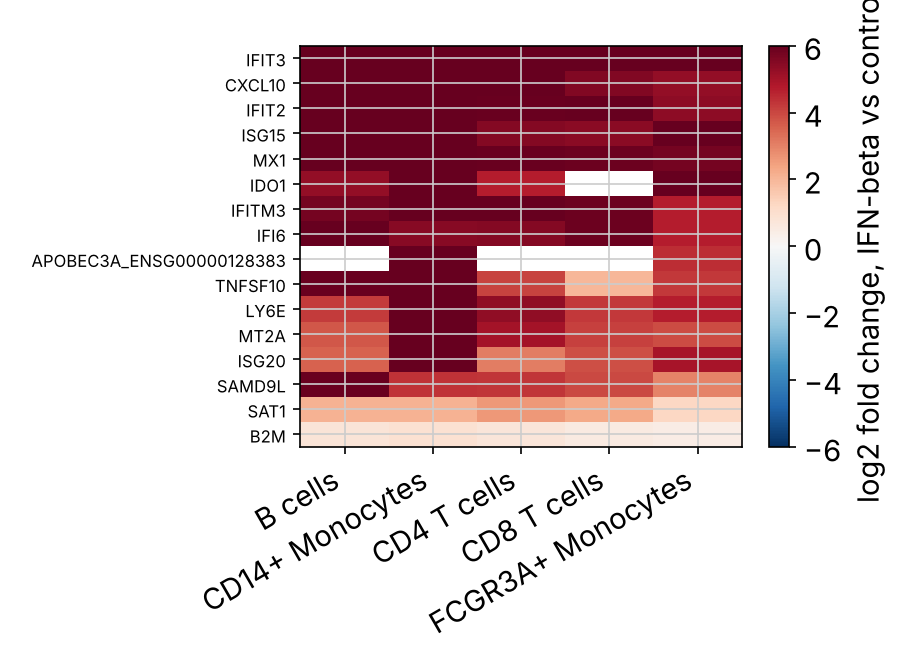 IFIT3
CXCL10
IFIT2
ISG15
MX1
IDO1
IFITM3
IFI6
APOBEC3A_ENSG00000128383
TNFSF10
LY6E
MT2A
ISG20
SAMD9L
SAT1
B2M
B cells
CD14+ Monocytes
CD4 T cells
CD8 T cells
FCGR3A+ Monocytes
6
4
2
0
−2
−4
−6
log2 fold change, IFN-beta vs contro